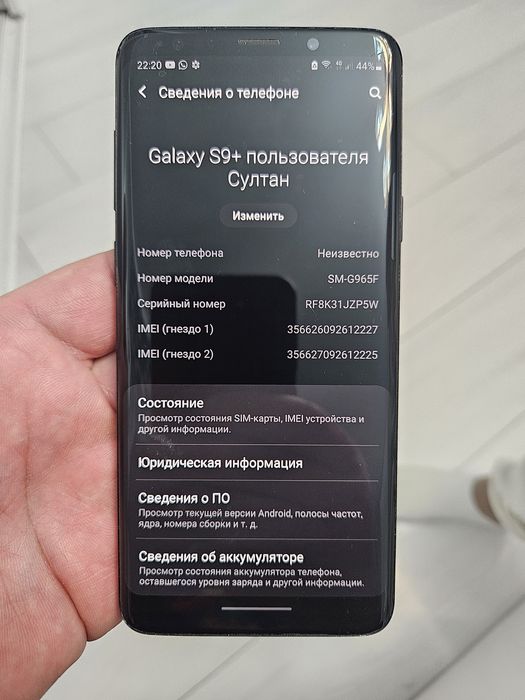 22:20 44%
Сведения о телефоне
Galaxy S9+ пользователя
Султан
Изменить
Номер телефона Неизвестно
Номер модели SM-G965F
Серийный номер RF8K31JZP5W
IMEI (гнездо 1) 356626092612227
IMEI (гнездо 2) 356627092612225
Состояние
Просмотр состояния SIM-карты, IMEI устройства и
другой информации.
Юридическая информация
Сведения о ПО
Просмотр текущей версии Android, полосы частот,
ядра, номера сборки и т. д.
Сведения об аккумуляторе
Просмотр состояния аккумулятора телефона,
оставшегося уровня заряда и другой информации.